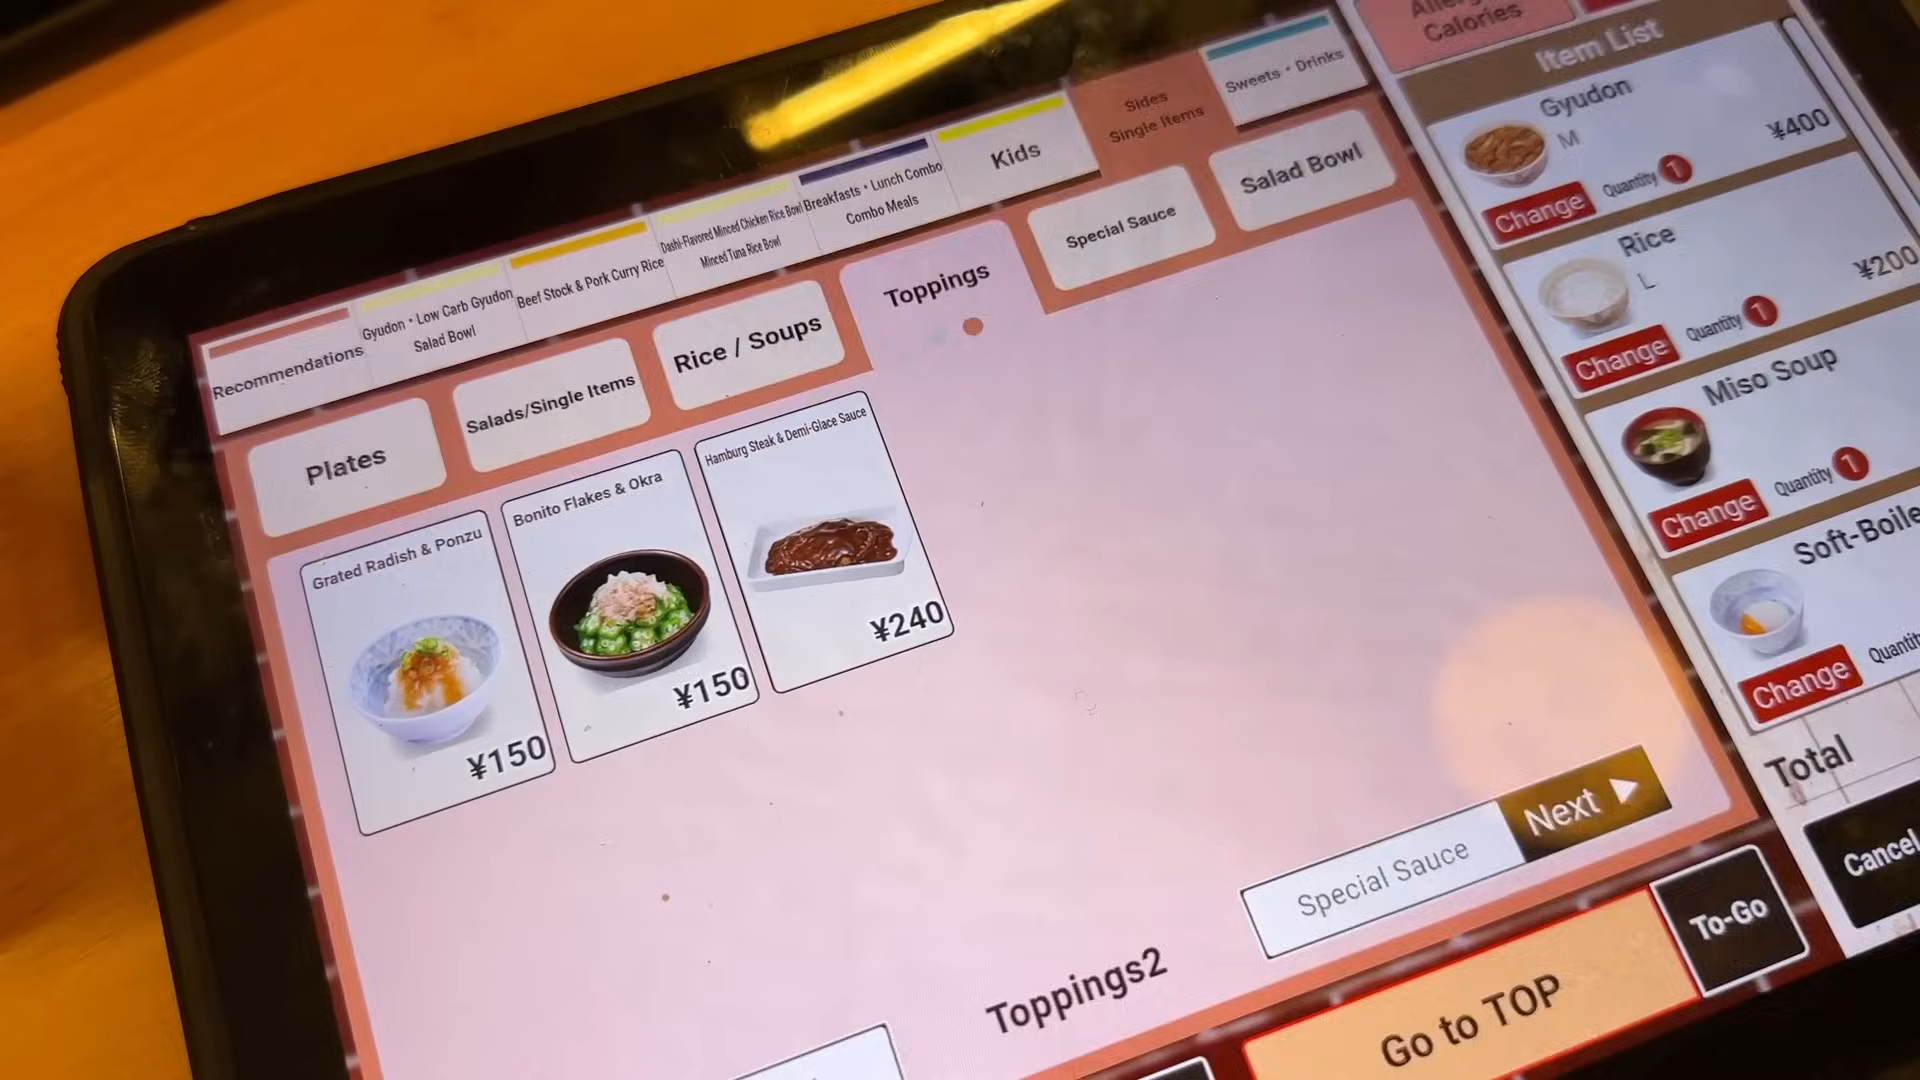 Recommendations
Gyudon・Low Carb Gyudon
Salad Bowl
Beef Stock & Pork Curry Rice
Dashi-Flavored Minced Chicken Rice Bowl
Minced Tuna Rice Bowl
Breakfasts・Lunch Combo
Combo Meals
Kids
Sides
Single Items
Sweets・Drinks
Plates
Salads/Single Items
Rice / Soups
Toppings
Special Sauce
Salad Bowl
Grated Radish & Ponzu
¥150
Bonito Flakes & Okra
¥150
Hamburg Steak & Demi-Glace Sauce
¥240
Special Sauce
Next ▶
Toppings2
Go to TOP
To-Go
Calories
Item List
Gyudon
M
¥400
Change
Quantity 1
Rice
L
¥200
Change
Quantity 1
Miso Soup
Change
Quantity 1
Soft-Boile
Change
Quanti
Total
Cancel